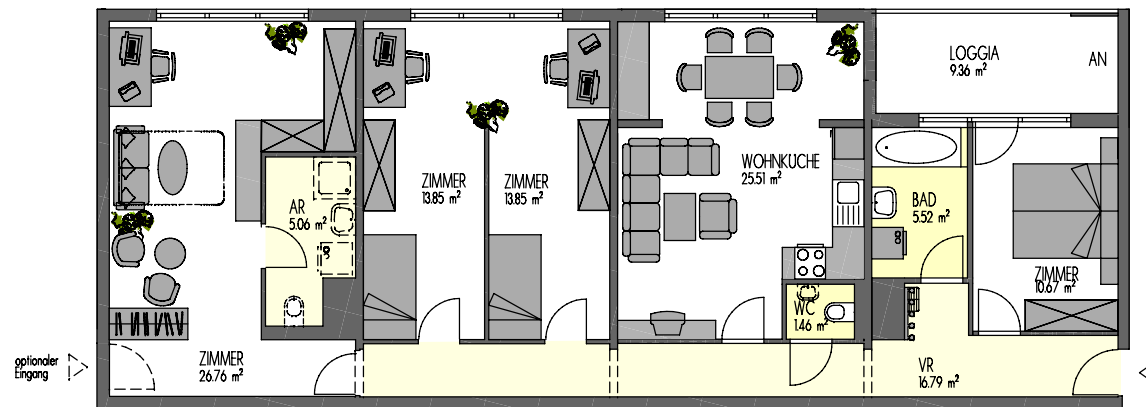 LOGGIA
9.36 m²
AN
WOHNKÜCHE
25.51 m²
ZIMMER
13.85 m²
ZIMMER
13.85 m²
AR
5.06 m²
BAD
5.52 m²
ZIMMER
10.67 m²
WC
1.46 m²
optionaler
Eingang
ZIMMER
26.76 m²
VR
16.79 m²